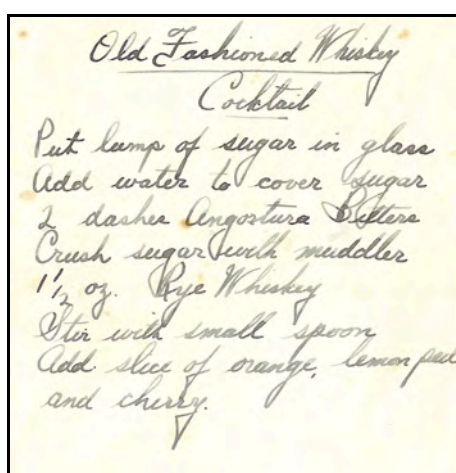 Old Fashioned Whiskey
Cocktail
Put lump of sugar in glass
Add water to cover sugar
2 dashes Angostura Bitters
Crush sugar with muddler
1 1/2 oz. Rye Whiskey
Stir with small spoon
Add slice of orange, lemon peel
and cherry.